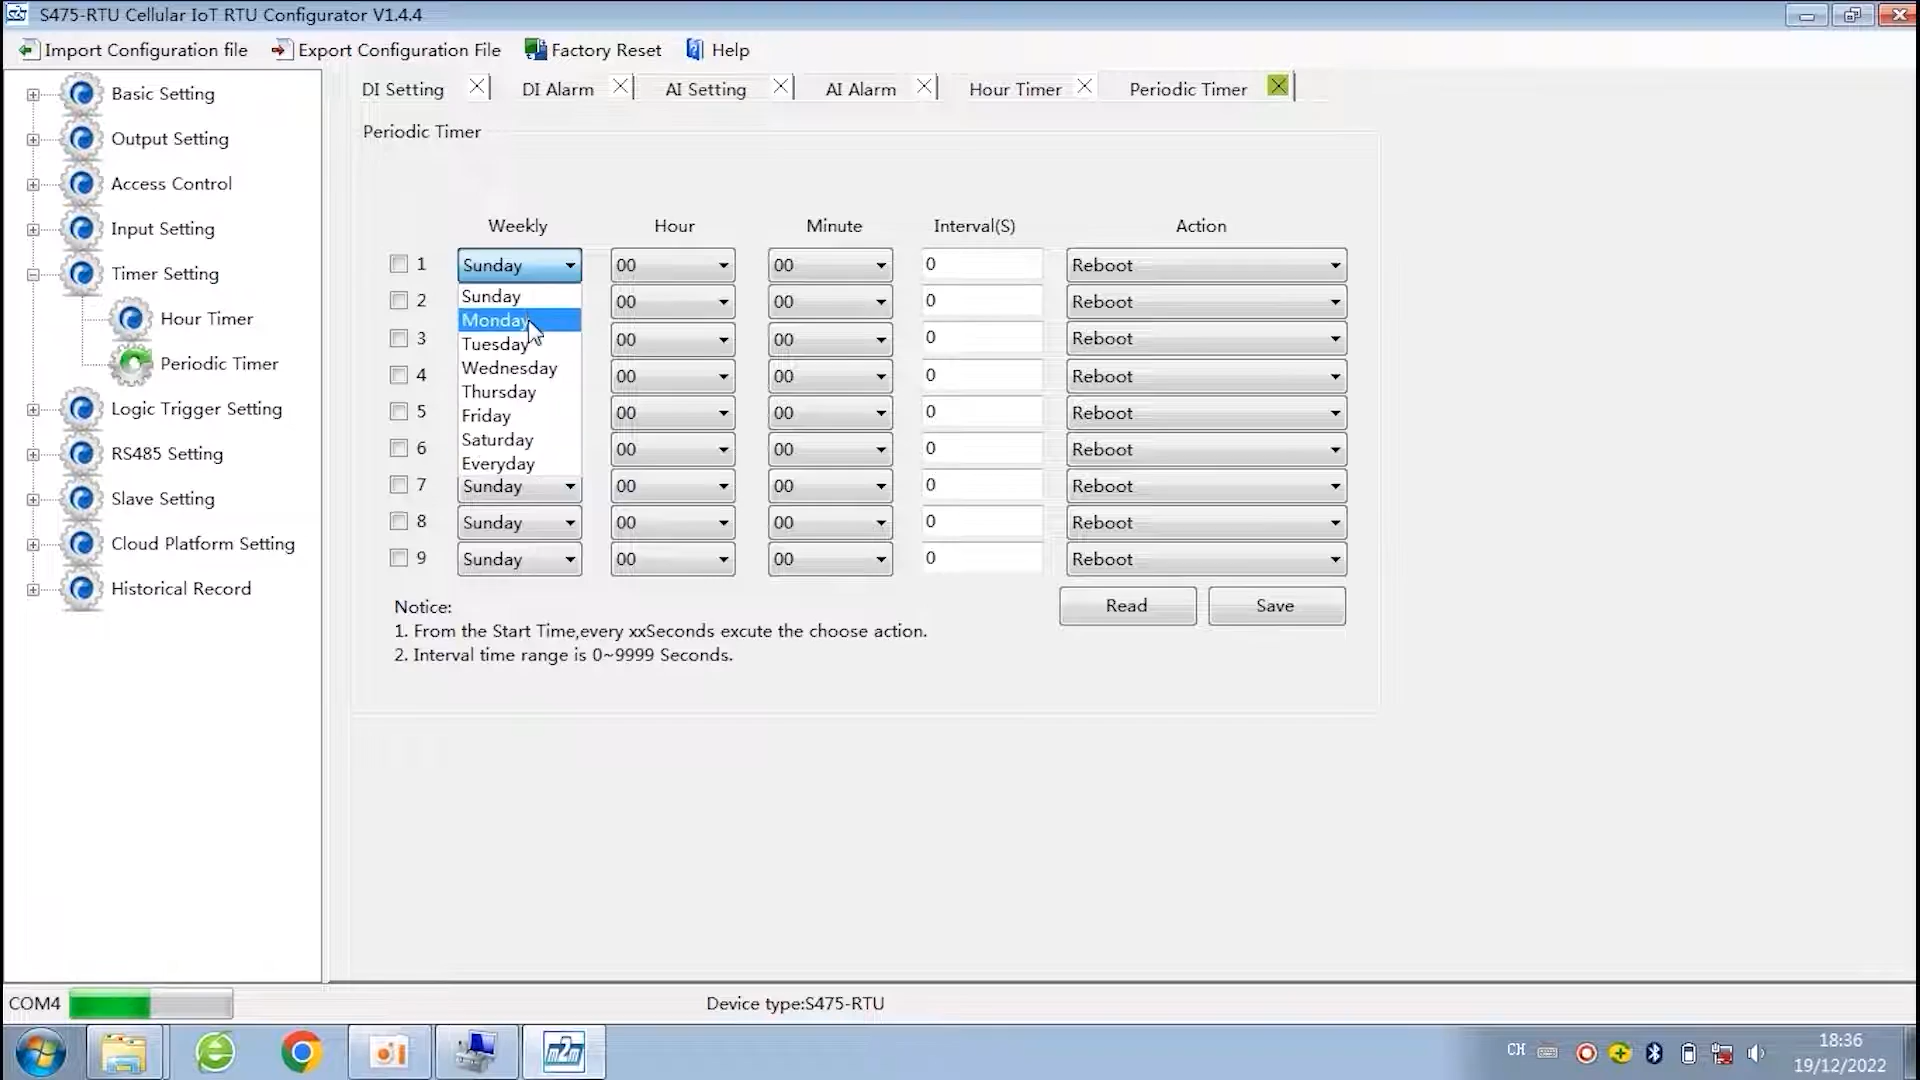 S475-RTU Cellular IoT RTU Configurator V1.4.4
Import Configuration file Export Configuration File Factory Reset Help
Basic Setting
Output Setting
Access Control
Input Setting
Timer Setting
Hour Timer
Periodic Timer
Logic Trigger Setting
RS485 Setting
Slave Setting
Cloud Platform Setting
Historical Record
DI Setting DI Alarm AI Setting AI Alarm Hour Timer Periodic Timer
Periodic Timer
Weekly Hour Minute Interval(S) Action
1 Sunday 00 00 0 Reboot
2 00 00 0 Reboot
3 00 00 0 Reboot
4 00 00 0 Reboot
5 00 00 0 Reboot
6 00 00 0 Reboot
7 Sunday 00 00 0 Reboot
8 Sunday 00 00 0 Reboot
9 Sunday 00 00 0 Reboot
Sunday
Monday
Tuesday
Wednesday
Thursday
Friday
Saturday
Everyday
Read Save
Notice:
1. From the Start Time,every xxSeconds excute the choose action.
2. Interval time range is 0~9999 Seconds.
COM4 Device type:S475-RTU
m2m
CH
18:36
19/12/2022